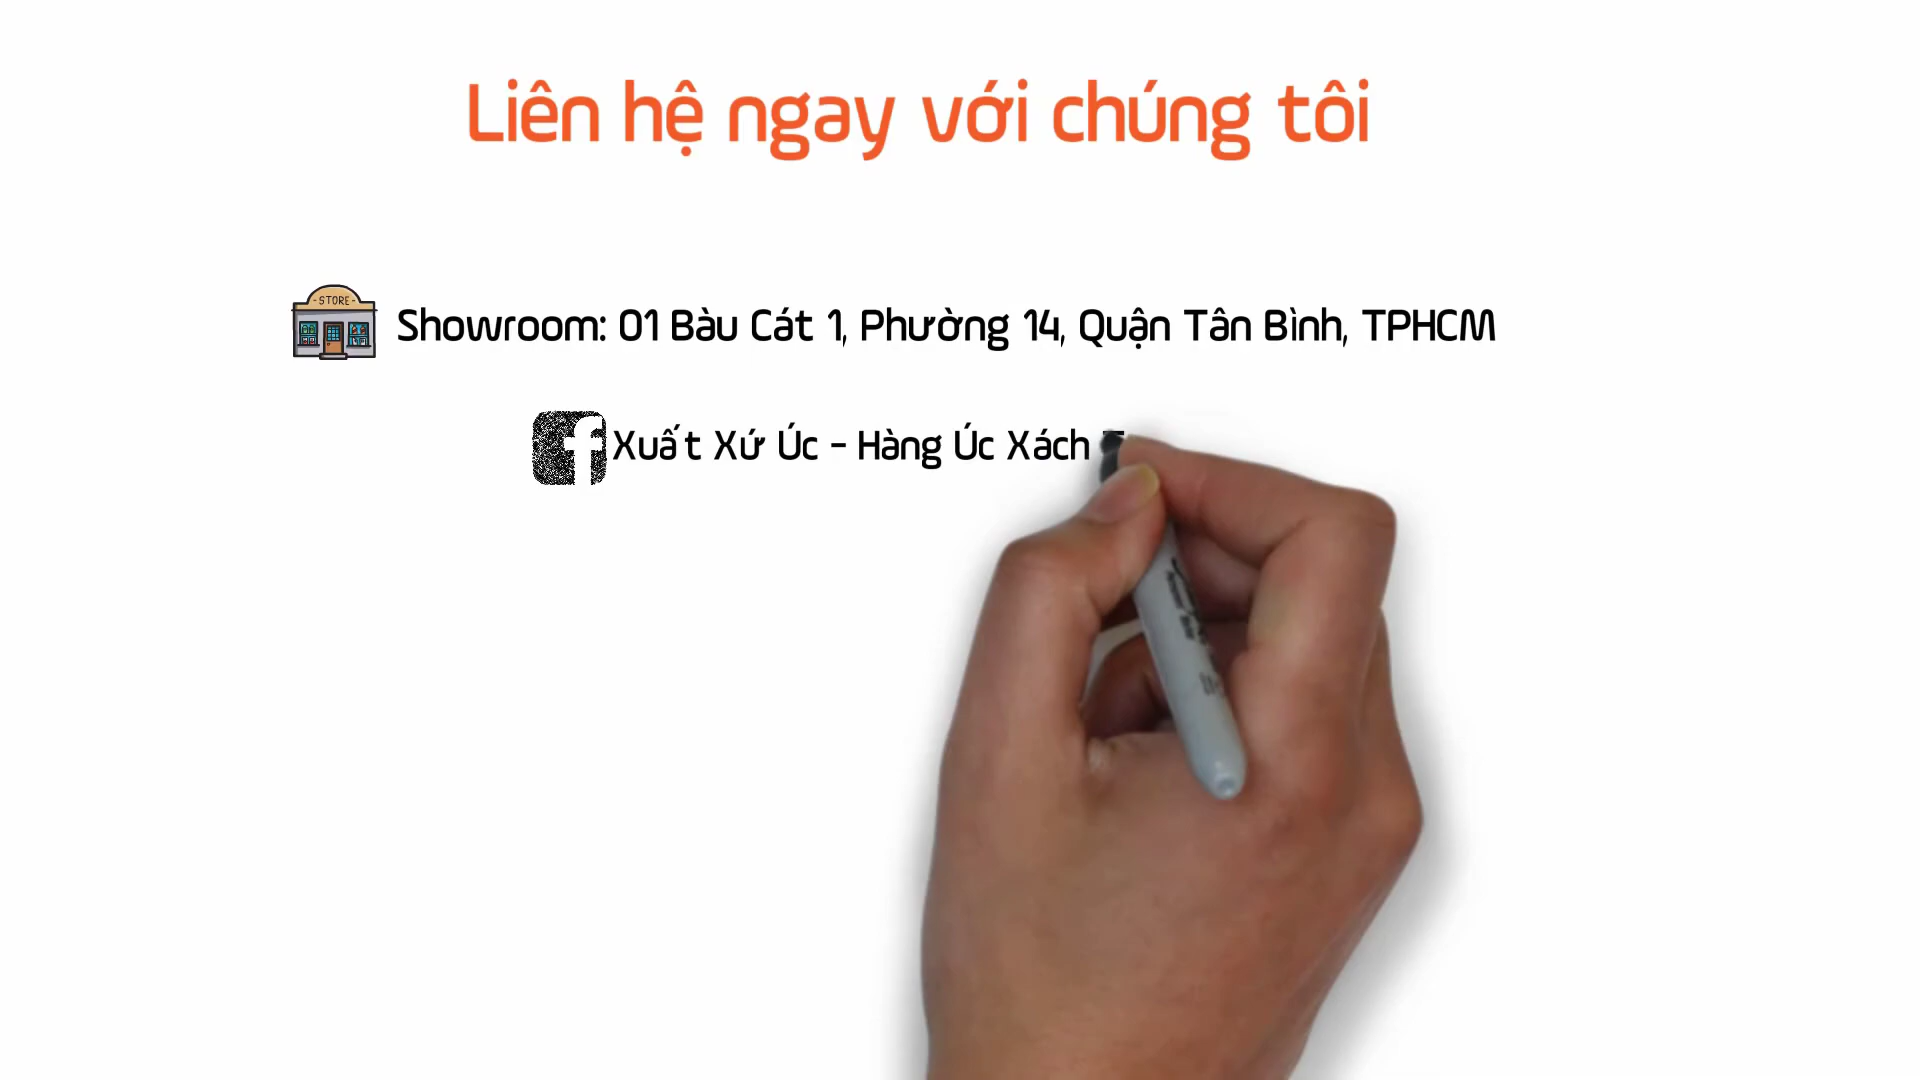 Liên hệ ngay với chúng tôi
STORE
Showroom: 01 Bàu Cát 1, Phường 14, Quận Tân Bình, TPHCM
Xuất Xứ Úc - Hàng Úc Xách